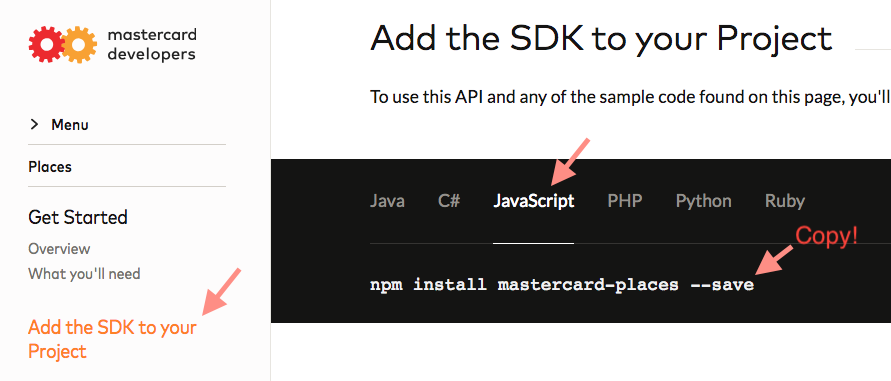 mastercard
developers
> Menu
Places
Get Started
Overview
What you'll need
Add the SDK to your
Project
Add the SDK to your Project
To use this API and any of the sample code found on this page, you'll
Java C# JavaScript PHP Python Ruby
Copy!
npm install mastercard-places --save